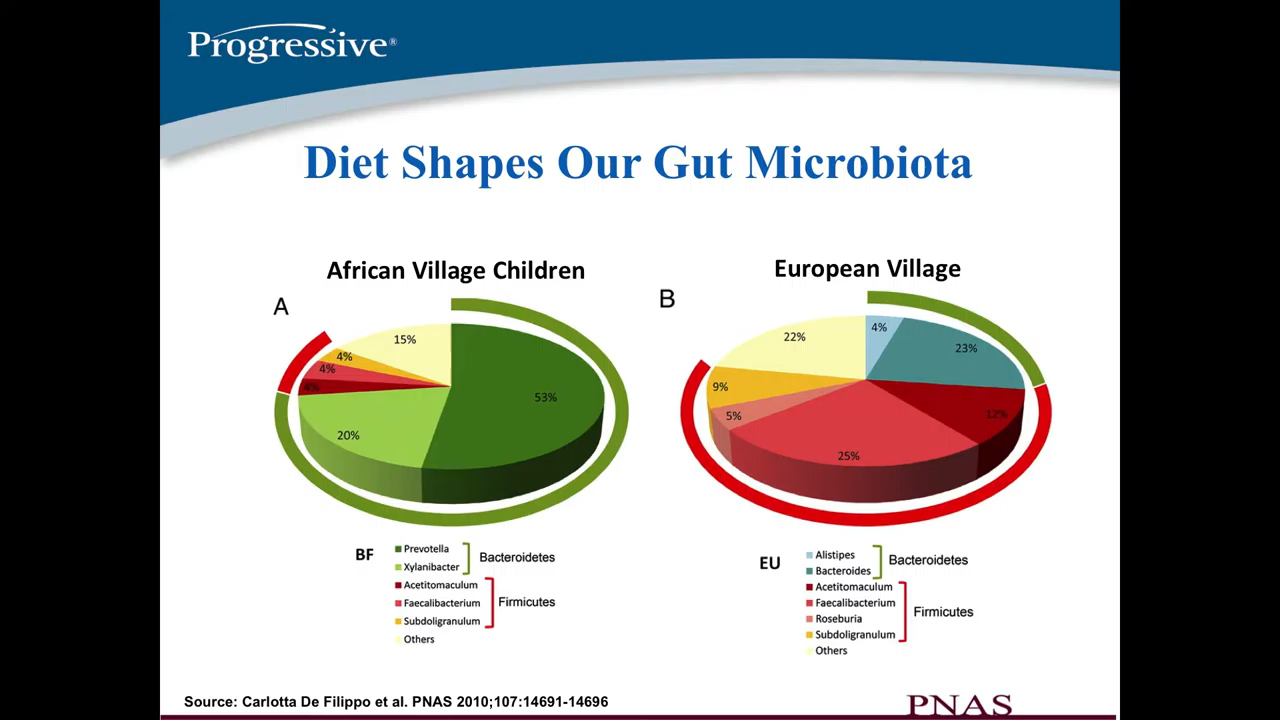 Progressive®
Diet Shapes Our Gut Microbiota
African Village Children
A
15%
4%
4%
4%
53%
20%
BF
Prevotella
Xylanibacter
Bacteroidetes
Acetitomaculum
Faecalibacterium
Subdoligranulum
Firmicutes
Others
European Village
B
4%
22%
23%
9%
5%
12%
25%
EU
Alistipes
Bacteroides
Bacteroidetes
Acetitomaculum
Faecalibacterium
Roseburia
Subdoligranulum
Firmicutes
Others
Source: Carlotta De Filippo et al. PNAS 2010;107:14691-14696
PNAS